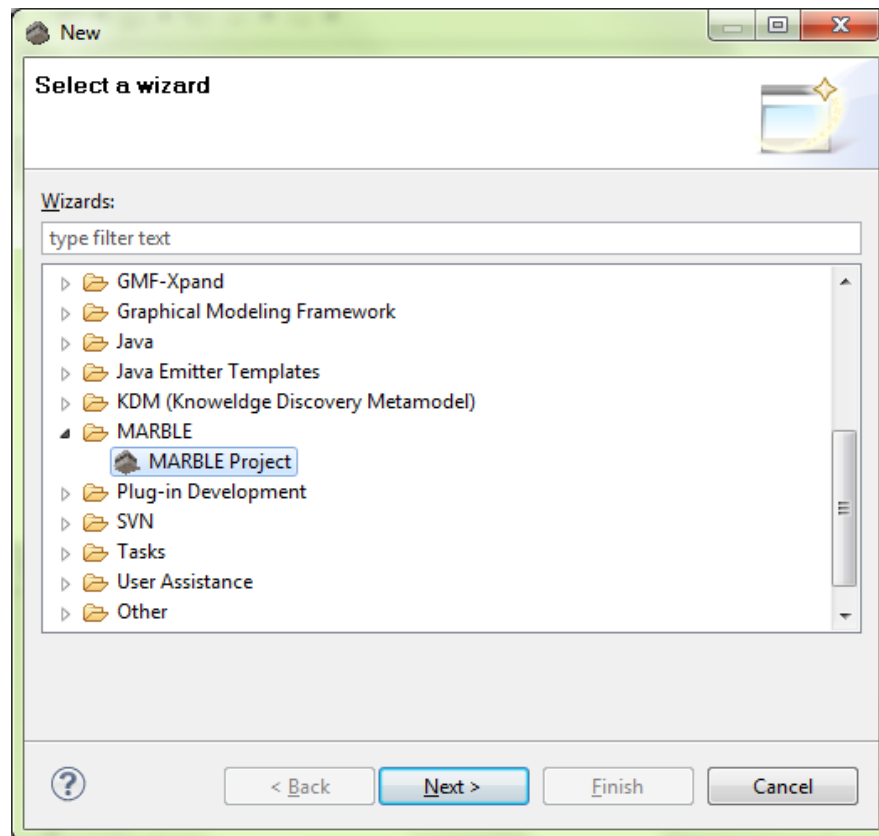 New
Select a wizard
Wizards:
type filter text
GMF-Xpand
Graphical Modeling Framework
Java
Java Emitter Templates
KDM (Knoweldge Discovery Metamodel)
MARBLE
MARBLE Project
Plug-in Development
SVN
Tasks
User Assistance
Other
? < Back Next > Finish Cancel